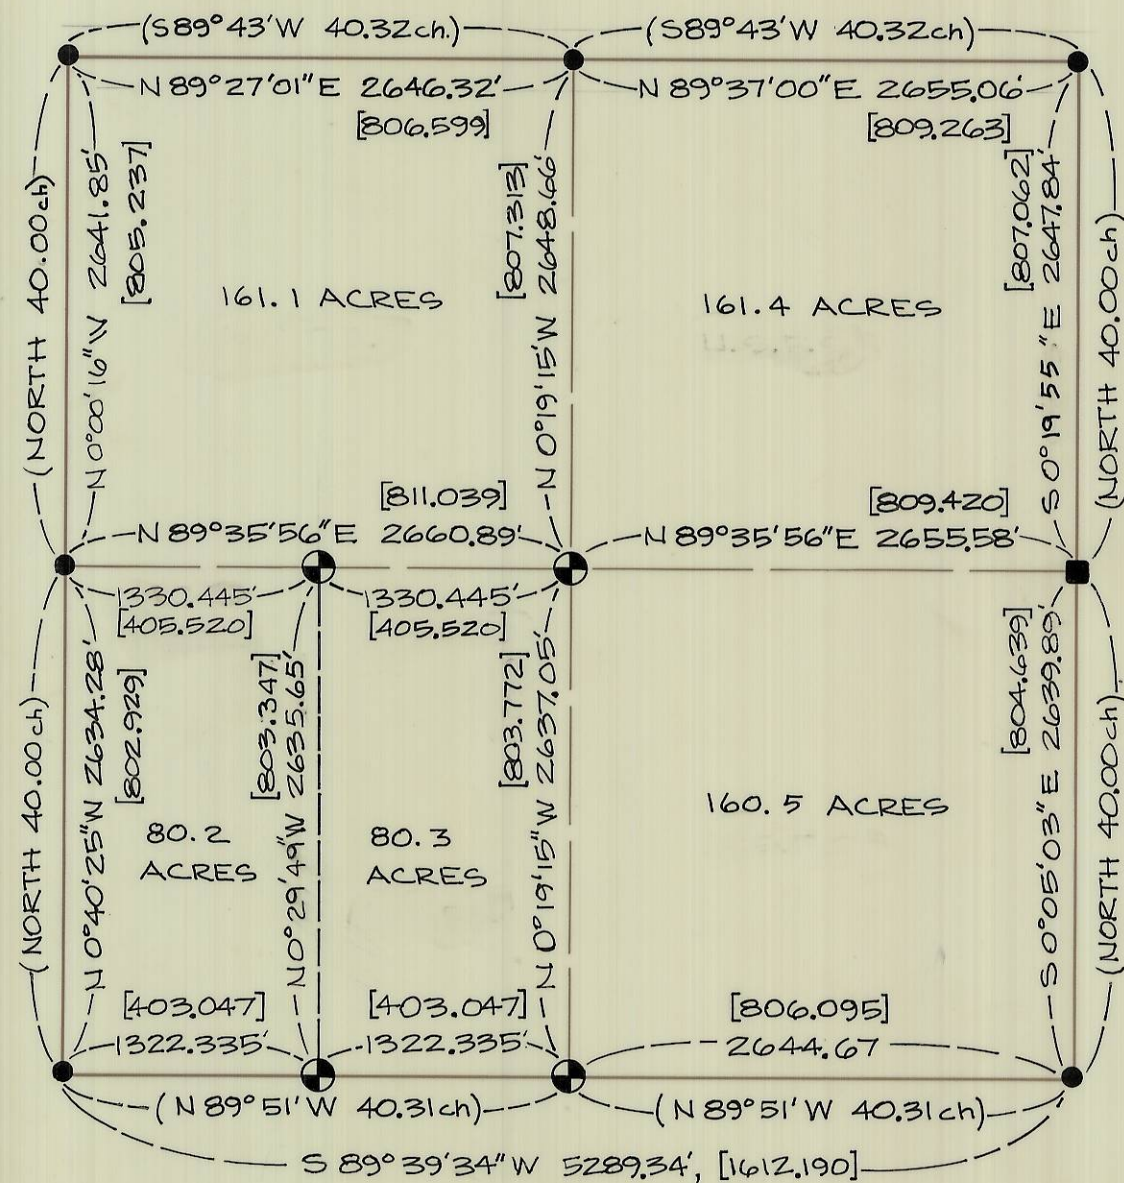 (S89°43'W 40.32ch.)
(S89°43'W 40.32ch)
N 89°27'01"E 2646.32'
N 89°37'00"E 2655.06'
[806.599]
[809.263]
(NORTH 40.00ch)
N 0°00'16"W 2641.85'
[805.237]
[807.313]
N 0°19'15"W 2648.66'
[807.062]
S 0°19'55"E 2647.84'
(NORTH 40.00ch)
161.1 ACRES
161.4 ACRES
[811.039]
[809.420]
N 89°35'56"E 2660.89'
N 89°35'56"E 2655.58'
1330.445'
1330.445'
[405.520]
[405.520]
(NORTH 40.00ch)
N 0°40'25"W 2634.28'
[802.929]
[803.347]
N 0°29'49"W 2635.65'
[803.772]
N 0°19'15"W 2637.05'
[804.639]
S 0°05'03"E 2639.89'
(NORTH 40.00ch)
80.2
ACRES
80.3
ACRES
160.5 ACRES
[403.047]
[403.047]
[806.095]
1322.335'
1322.335'
2644.67
(N 89°51'W 40.31ch)
(N 89°51'W 40.31ch)
S 89°39'34"W 5289.34', [1612.190]